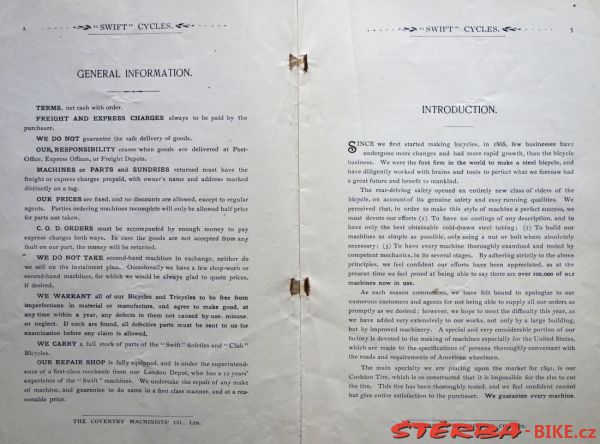 2
"SWIFT" CYCLES.
GENERAL INFORMATION.
TERMS, net cash with order.
FREIGHT AND EXPRESS CHARGES always to be paid by the
purchaser.
WE DO NOT guarantee the safe delivery of goods.
OUR RESPONSIBILITY ceases when goods are delivered at Post-
Office, Express Offices, or Freight Depots.
MACHINES or PARTS and SUNDRIES returned must have the
freight or express charges prepaid, with owner's name and address marked
distinctly on a tag.
OUR PRICES are fixed, and no discounts are allowed, except to regular
agents. Parties ordering machines incomplete will only be allowed half price
for parts not taken.
C. O. D. ORDERS must be accompanied by enough money to pay
express charges both ways. In case the goods are not accepted from any
fault on our part, the money will be returned.
WE DO NOT TAKE second-hand machines in exchange, neither do
we sell on the instalment plan. Occasionally we have a few shop-worn or
second-hand machines, for which we would be always glad to quote prices,
if desired.
WE WARRANT all of our Bicycles and Tricycles to be free from
imperfections in material or manufacture, and agree to make good, at
any time within a year, any defects in them not caused by use, misuse,
or neglect. If such are found, all defective parts must be sent to us for
examination before any claim is allowed.
WE CARRY a full stock of parts of the "Swift" Safeties and "Club"
Bicycles.
OUR REPAIR SHOP is fully equipped, and is under the superintend-
ence of a first-class mechanic from our London Depot, who has a 12 years'
experience of the "Swift" machines. We undertake the repair of any make
of machine, and guarantee to do same in a first class manner, and at a rea-
sonable price.
THE COVENTRY MACHINISTS' CO., Ltd.
"SWIFT" CYCLES.
3
INTRODUCTION.
SINCE we first started making bicycles, in 1868, few businesses have
undergone more changes and had more rapid growth, than the bicycle
business. We were the first firm in the world to make a steel bicycle, and
have diligently worked with brains and tools to perfect what we foresaw had
a great future and benefit to mankind.
The rear-driving safety opened an entirely new class of riders of the
bicycle, on account of its genuine safety and easy running qualities. We
perceived that, in order to make this style of machine a perfect success, we
must devote our efforts (1) To have no castings of any description, and to
have only the best obtainable cold-drawn steel tubing; (2) To build our
machines as simple as possible, only using a nut or bolt where absolutely
necessary; (3) To have every machine thoroughly examined and tested by
competent mechanics, in its several stages. By adhering strictly to the above
principles, we feel confident our efforts have been appreciated, as at the
present time we feel proud at being able to say there are over 200,000 of our
machines now in use.
As each season commences, we have felt bound to apologize to our
numerous customers and agents for not being able to supply all our orders as
promptly as we desired; however, we hope to meet the difficulty this year, as
we have added very extensively to our works, not only by a large building,
but by improved machinery. A special and very considerable portion of our
factory is devoted to the making of machines especially for the United States,
which are made to the specifications of persons thoroughly conversant with
the roads and requirements of American wheelmen.
The main specialty we are placing upon the market for 1891, is our
Cushion Tire, which is so constructed that it is impossible for the rim to cut
the tire. This tire has been thoroughly tested, and we feel confident cannot
but give entire satisfaction to the purchaser. We guarantee every machine.
ŠTĚRBA-BIKE.cz